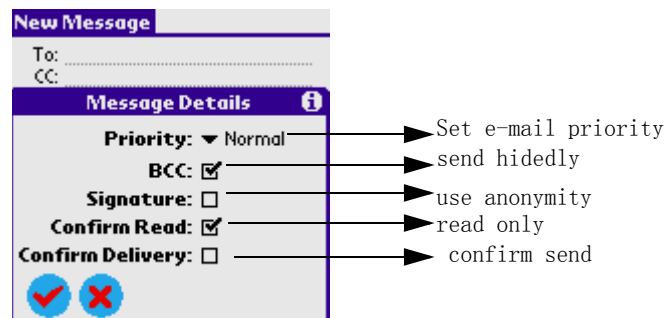 New Message
To:
CC:
Message Details
Priority: Normal
Set e-mail priority
BCC:
send hidedly
Signature:
use anonymity
Confirm Read:
read only
Confirm Delivery:
confirm send